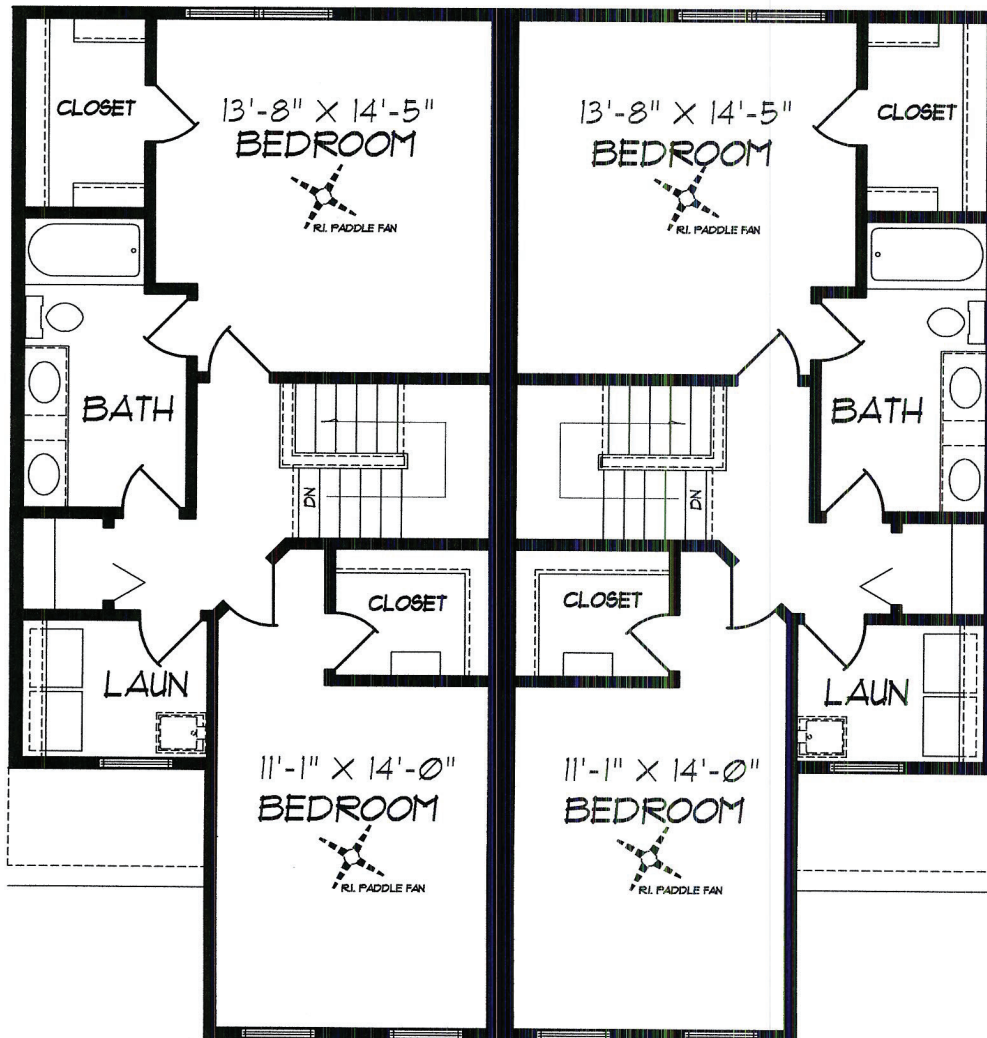 CLOSET
13'-8" X 14'-5"
BEDROOM
R.I. PADDLE FAN
13'-8" X 14'-5"
BEDROOM
R.I. PADDLE FAN
CLOSET
BATH
DN
DN
BATH
CLOSET
CLOSET
LAUN
LAUN
11'-1" X 14'-0"
BEDROOM
R.I. PADDLE FAN
11'-1" X 14'-0"
BEDROOM
R.I. PADDLE FAN